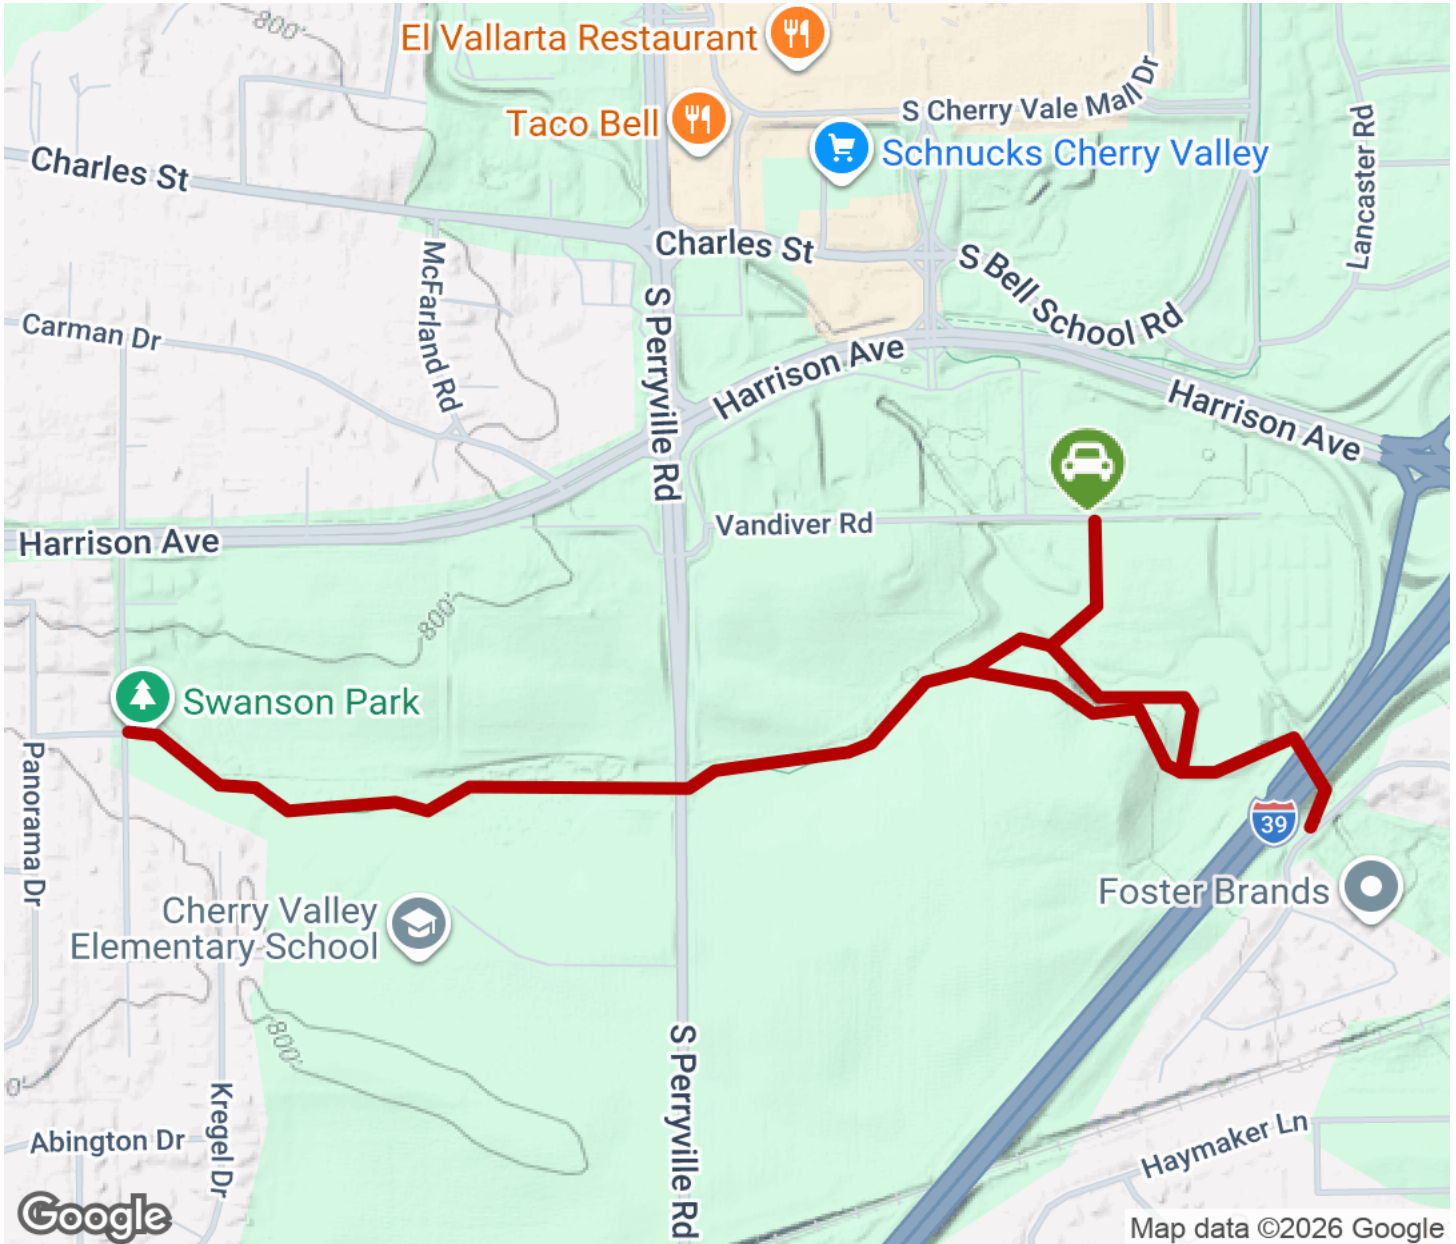 800'
El Vallarta Restaurant
Taco Bell
S Cherry Vale Mall Dr
Schnucks Cherry Valley
Lancaster Rd
Charles St
Charles St
McFarland Rd
S Bell School Rd
S Perryville Rd
Carman Dr
Harrison Ave
Harrison Ave
Vandiver Rd
Harrison Ave
800'
Swanson Park
Panorama Dr
39
Foster Brands
Cherry Valley
Elementary School
800'
0'
S Perryville Rd
Kregel Dr
Abington Dr
Haymaker Ln
Google
Map data ©2026 Google